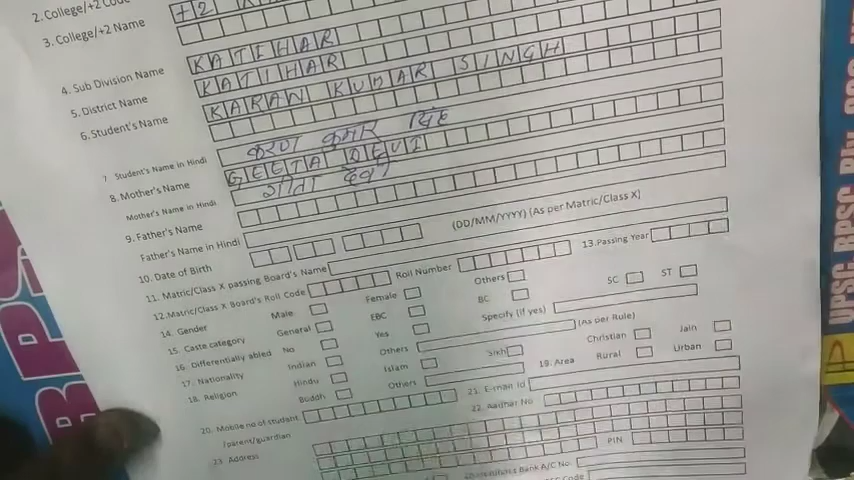 2. College/+2 Code
+2
3. College/+2 Name
4. Sub Division Name KATIHAR
5. District Name KATIHAR
6. Student's Name KARAN KUMAR SINGH
7 Student's Name in Hindi करण कुमार सिंह
8. Mother's Name GEETA DEVI
Mother's Name in Hindi गीता देवी
9. Father's Name
Father's Name in Hindi
10. Date of Birth (DD/MM/YYYY) (As per Matric/Class X)
11. Matric/Class X passing Board's Name
12. Matric/Class X Board's Roll Code Roll Number 13. Passing Year
14. Gender Male Female Others
15. Caste category General EBC BC SC ST
16 Differentially abled No Yes Specify (If yes) (As per Rule)
17. Nationality Indian Others
18. Religion Hindu Islam Sikh Christian Jain
Buddh Others 19. Area Rural Urban
20. Mobile no of student
/parent/guardian
21. E-mail Id
22. Aadhar No
23 Address
PIN
Bank A/C No.
Code
BPS
UPSC, BPSC